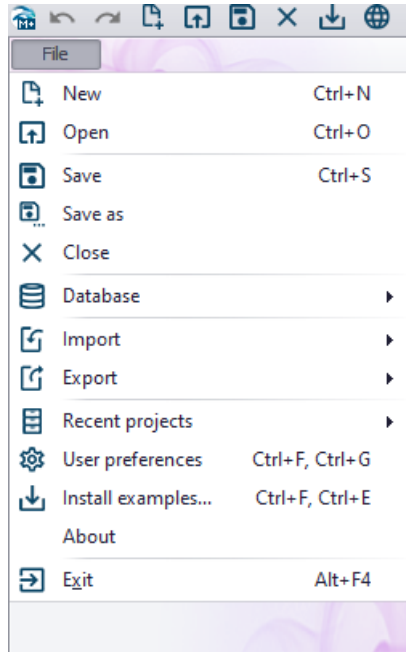 M+
File
New Ctrl+N
Open Ctrl+O
Save Ctrl+S
Save as
Close
Database
Import
Export
Recent projects
User preferences Ctrl+F, Ctrl+G
Install examples... Ctrl+F, Ctrl+E
About
Exit Alt+F4